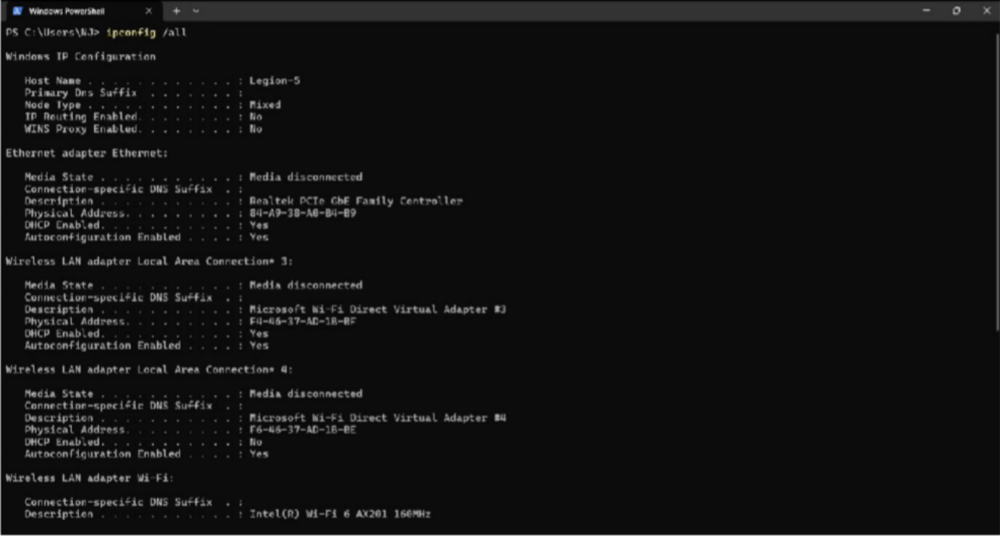 Windows PowerShell
PS C:\Users\NJ> ipconfig /all
Windows IP Configuration
Host Name . . . . . . . . . . . . : Legion-5
Primary Dns Suffix . . . . . . . :
Node Type . . . . . . . . . . . . : Mixed
IP Routing Enabled. . . . . . . . : No
WINS Proxy Enabled. . . . . . . . : No
Ethernet adapter Ethernet:
Media State . . . . . . . . . . . : Media disconnected
Connection-specific DNS Suffix . :
Description . . . . . . . . . . . : Realtek PCIe GbE Family Controller
Physical Address. . . . . . . . . : 84-A9-38-A8-B4-B9
DHCP Enabled. . . . . . . . . . . : Yes
Autoconfiguration Enabled . . . . : Yes
Wireless LAN adapter Local Area Connection* 3:
Media State . . . . . . . . . . . : Media disconnected
Connection-specific DNS Suffix . :
Description . . . . . . . . . . . : Microsoft Wi-Fi Direct Virtual Adapter #3
Physical Address. . . . . . . . . : F4-46-37-AD-1B-BF
DHCP Enabled. . . . . . . . . . . : Yes
Autoconfiguration Enabled . . . . : Yes
Wireless LAN adapter Local Area Connection* 4:
Media State . . . . . . . . . . . : Media disconnected
Connection-specific DNS Suffix . :
Description . . . . . . . . . . . : Microsoft Wi-Fi Direct Virtual Adapter #4
Physical Address. . . . . . . . . : F6-46-37-AD-1B-BE
DHCP Enabled. . . . . . . . . . . : No
Autoconfiguration Enabled . . . . : Yes
Wireless LAN adapter Wi-Fi:
Connection-specific DNS Suffix . :
Description . . . . . . . . . . . : Intel(R) Wi-Fi 6 AX201 160MHz